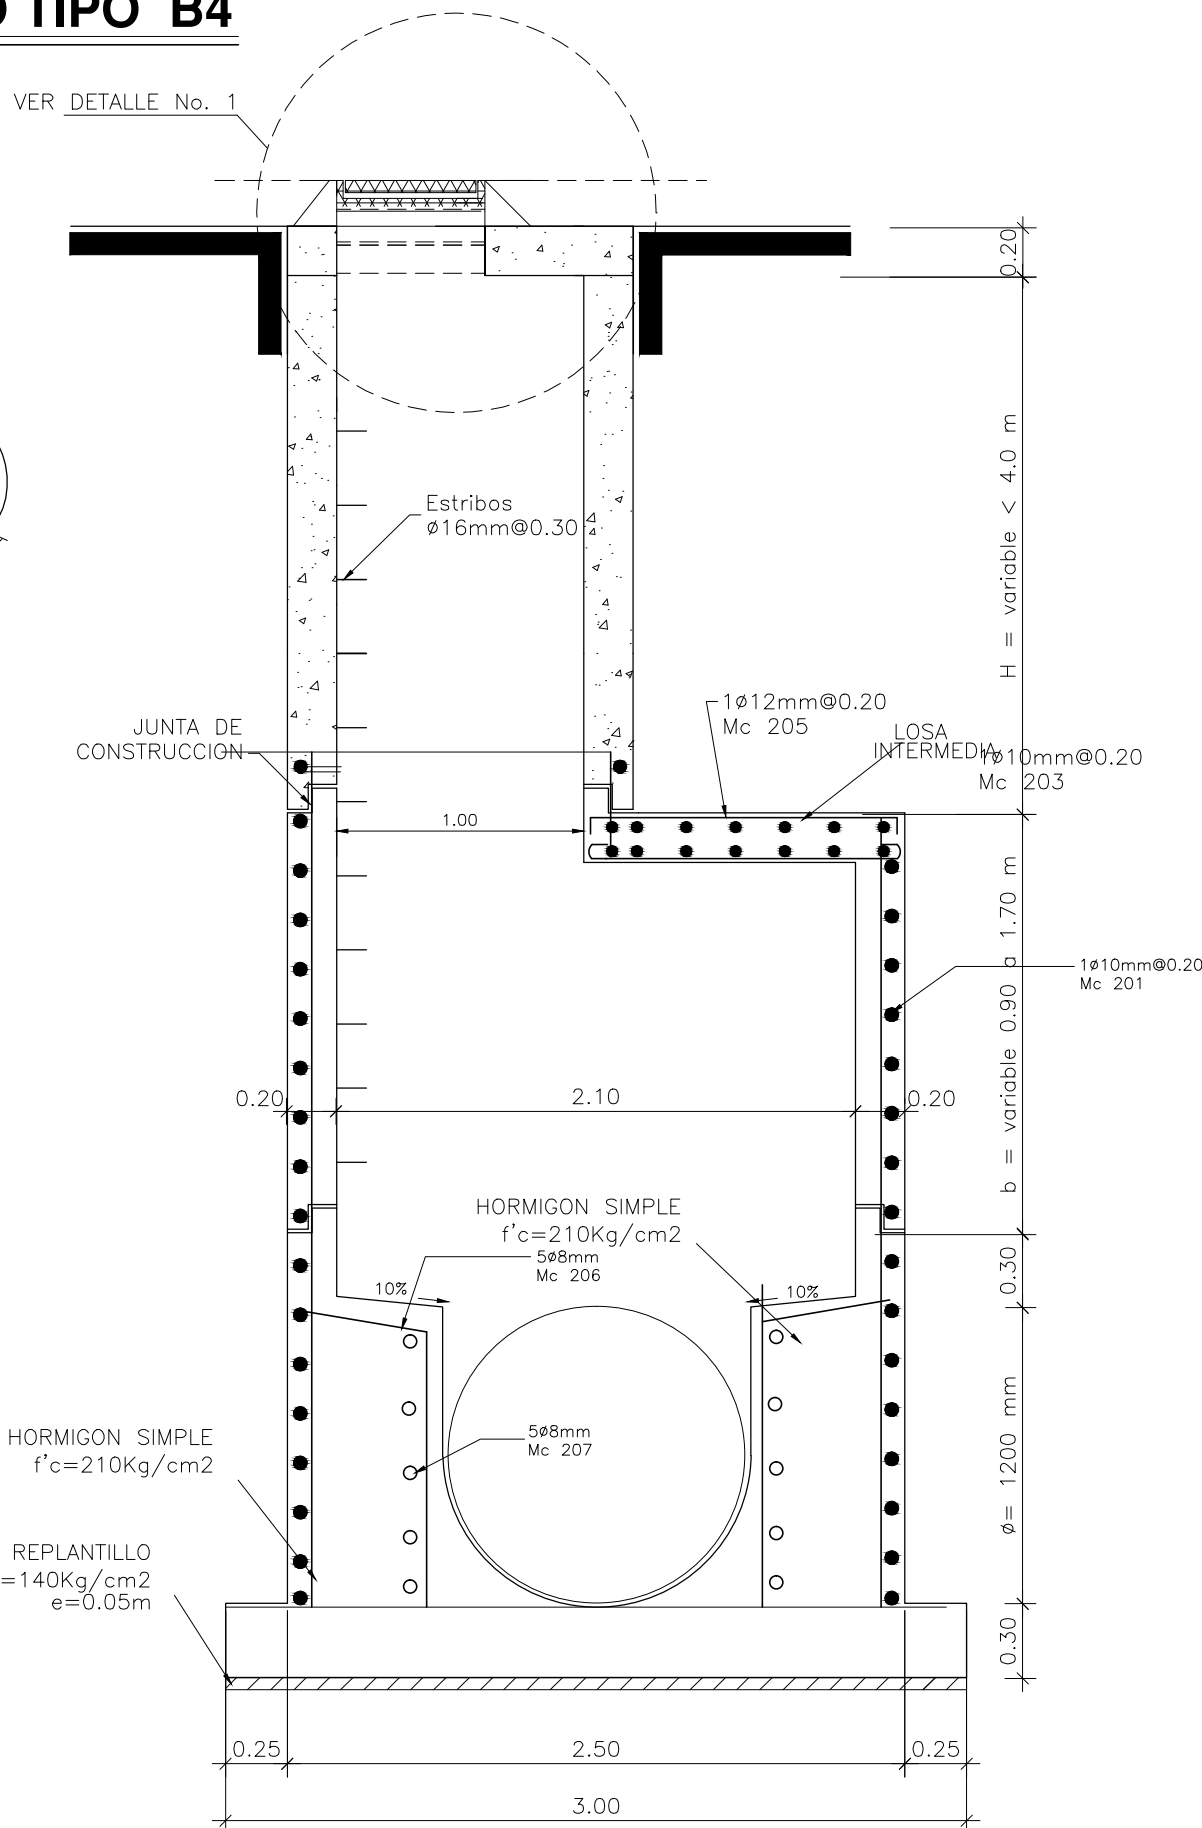 TIPO B4
VER DETALLE No. 1
0.20
H = variable < 4.0 m
Estribos
ø16mm@0.30
JUNTA DE
CONSTRUCCION
1ø12mm@0.20
Mc 205
LOSA
INTERMEDIA
1ø10mm@0.20
Mc 203
1.00
b = variable 0.90 a 1.70 m
1ø10mm@0.20
Mc 201
0.20
2.10
0.20
HORMIGON SIMPLE
f'c=210Kg/cm2
5ø8mm
Mc 206
10%
10%
0.30
ø= 1200 mm
5ø8mm
Mc 207
HORMIGON SIMPLE
f'c=210Kg/cm2
REPLANTILLO
=140Kg/cm2
e=0.05m
0.30
0.25
2.50
0.25
3.00